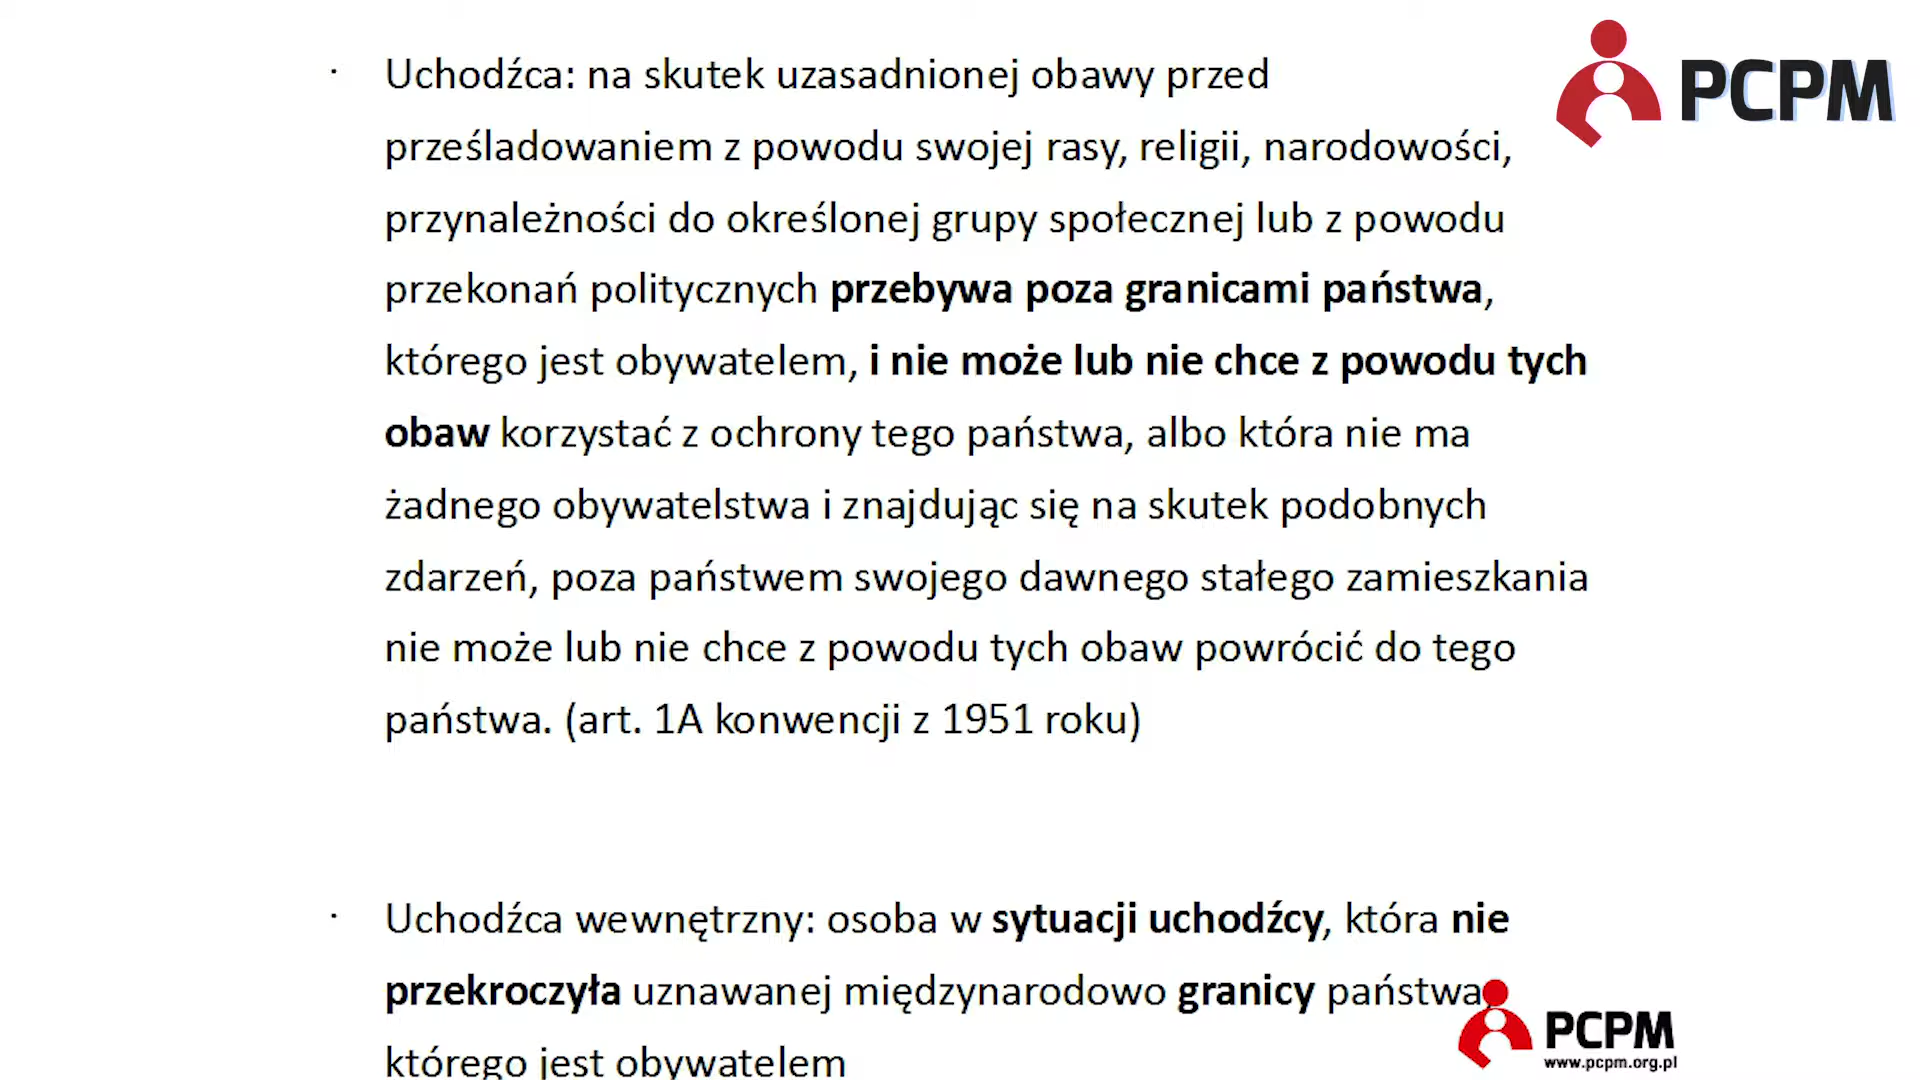 · Uchodźca: na skutek uzasadnionej obawy przed
prześladowaniem z powodu swojej rasy, religii, narodowości,
przynależności do określonej grupy społecznej lub z powodu
przekonań politycznych przebywa poza granicami państwa,
którego jest obywatelem, i nie może lub nie chce z powodu tych
obaw korzystać z ochrony tego państwa, albo która nie ma
żadnego obywatelstwa i znajdując się na skutek podobnych
zdarzeń, poza państwem swojego dawnego stałego zamieszkania
nie może lub nie chce z powodu tych obaw powrócić do tego
państwa. (art. 1A konwencji z 1951 roku)
· Uchodźca wewnętrzny: osoba w sytuacji uchodźcy, która nie
przekroczyła uznawanej międzynarodowo granicy państwa,
którego jest obywatelem
PCPM
PCPM
www.pcpm.org.pl